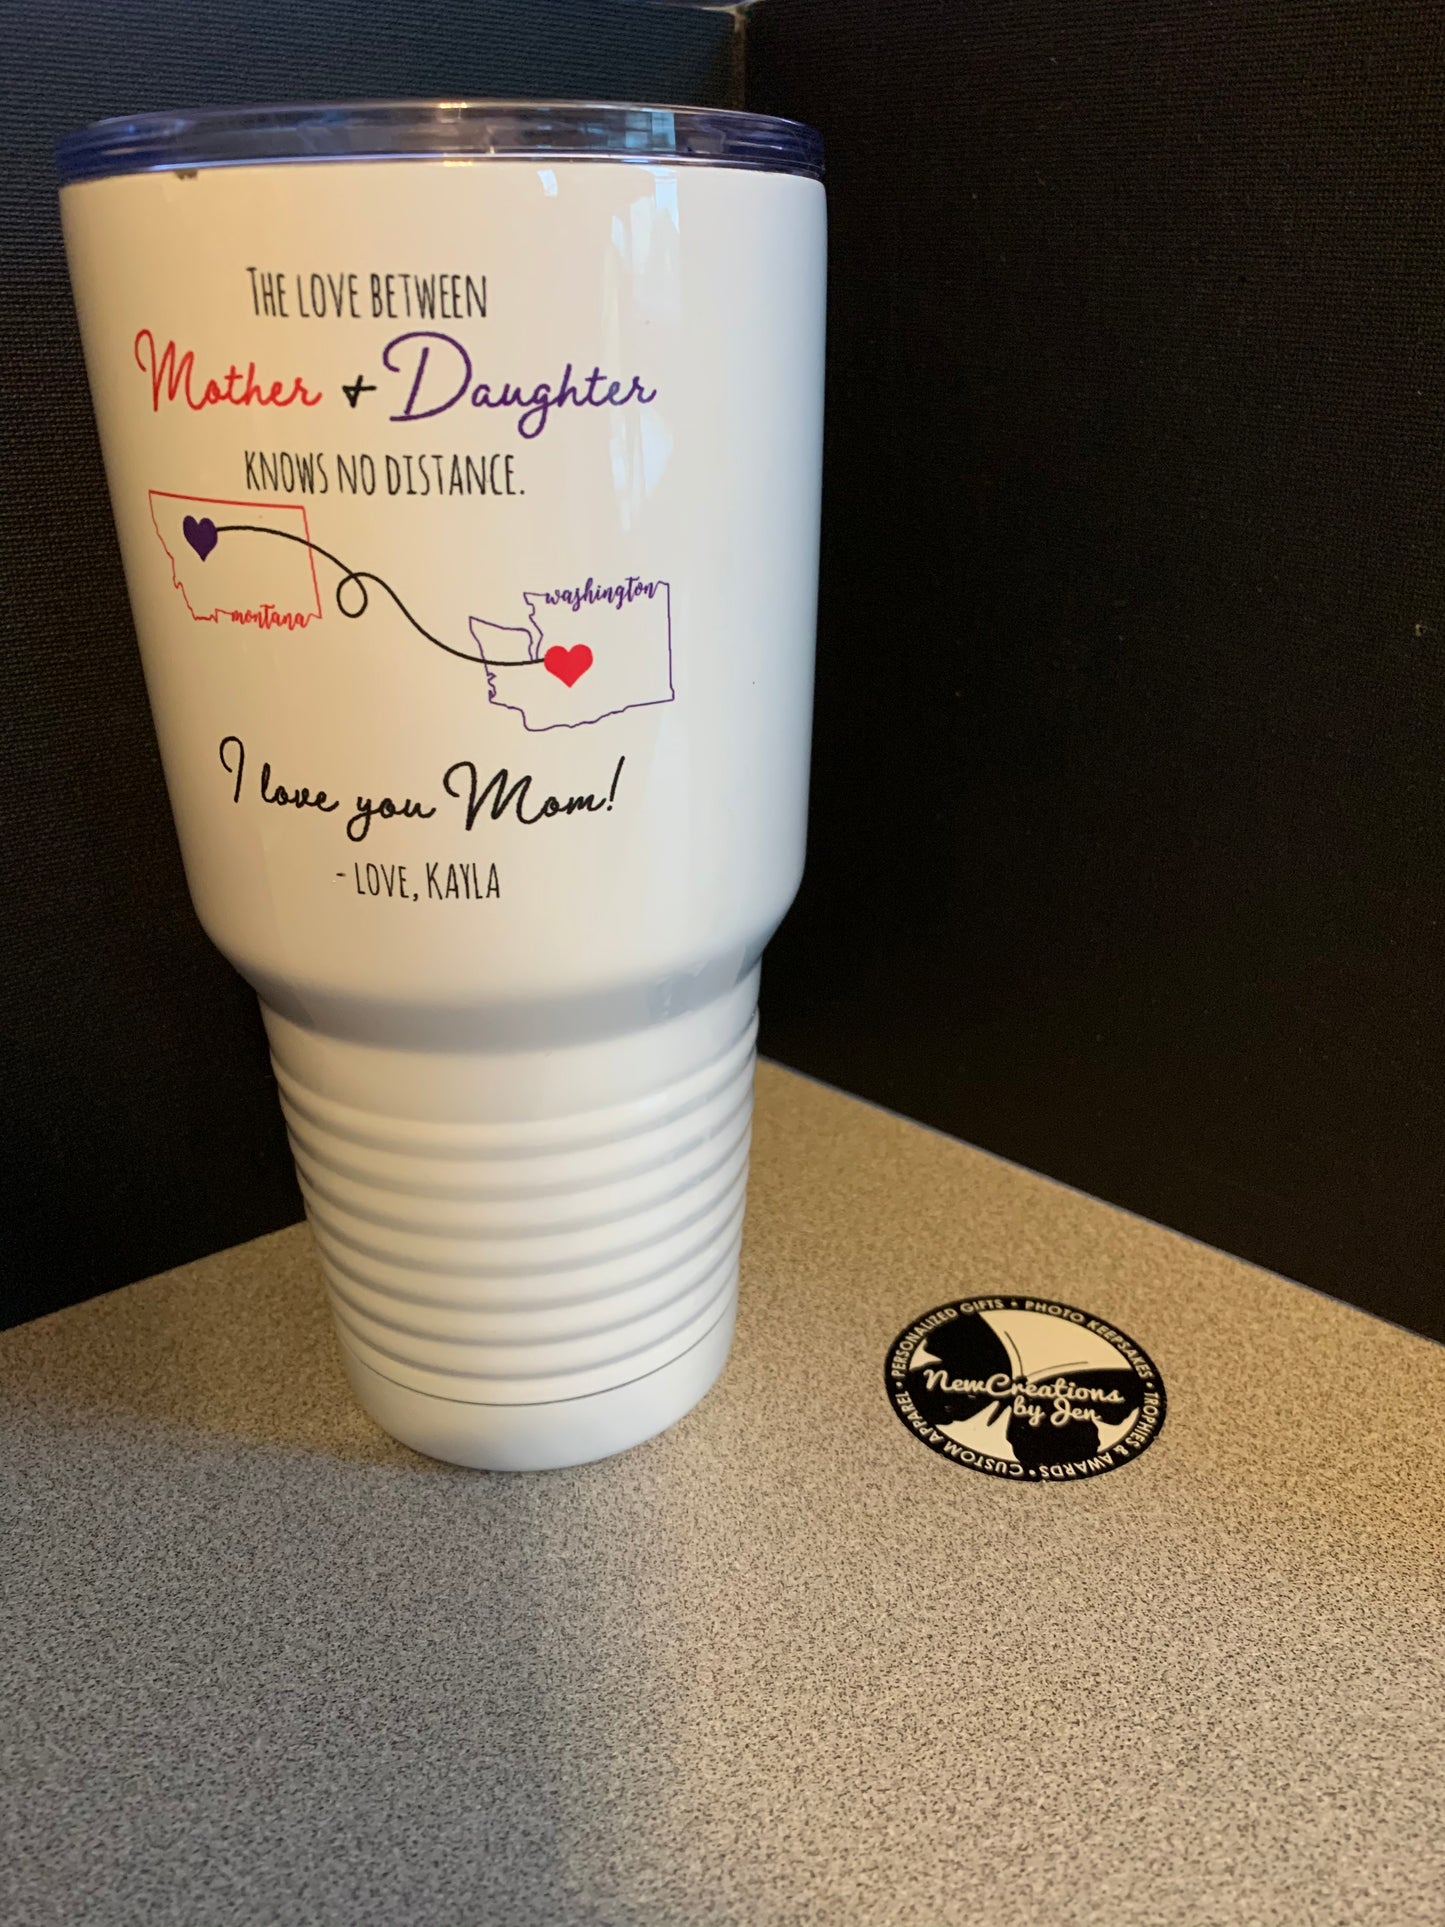 THE LOVE BETWEEN
Mother + Daughter
KNOWS NO DISTANCE.
montana
washington
I love you Mom!
- LOVE, KAYLA
• PERSONALIZED GIFTS • PHOTO KEEPSAKES • TROPHIES & AWARDS • CUSTOM APPAREL
NewCreations
by Jen